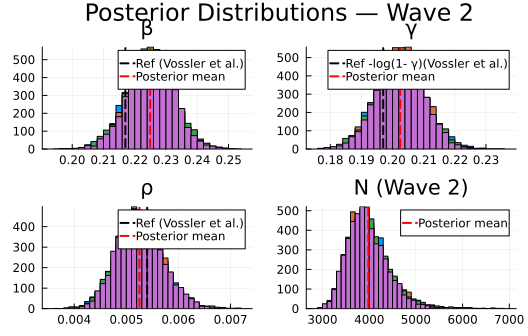 Posterior Distributions — Wave 2
β
Ref (Vossler et al.)
Posterior mean
500
400
300
200
100
0
0.20 0.21 0.22 0.23 0.24 0.25
γ
Ref -log(1- γ)(Vossler et al.)
Posterior mean
500
400
300
200
100
0
0.18 0.19 0.20 0.21 0.22 0.23
ρ
Ref (Vossler et al.)
Posterior mean
400
300
200
100
0
0.004 0.005 0.006 0.007
N (Wave 2)
Posterior mean
500
400
300
200
100
0
3000 4000 5000 6000 7000